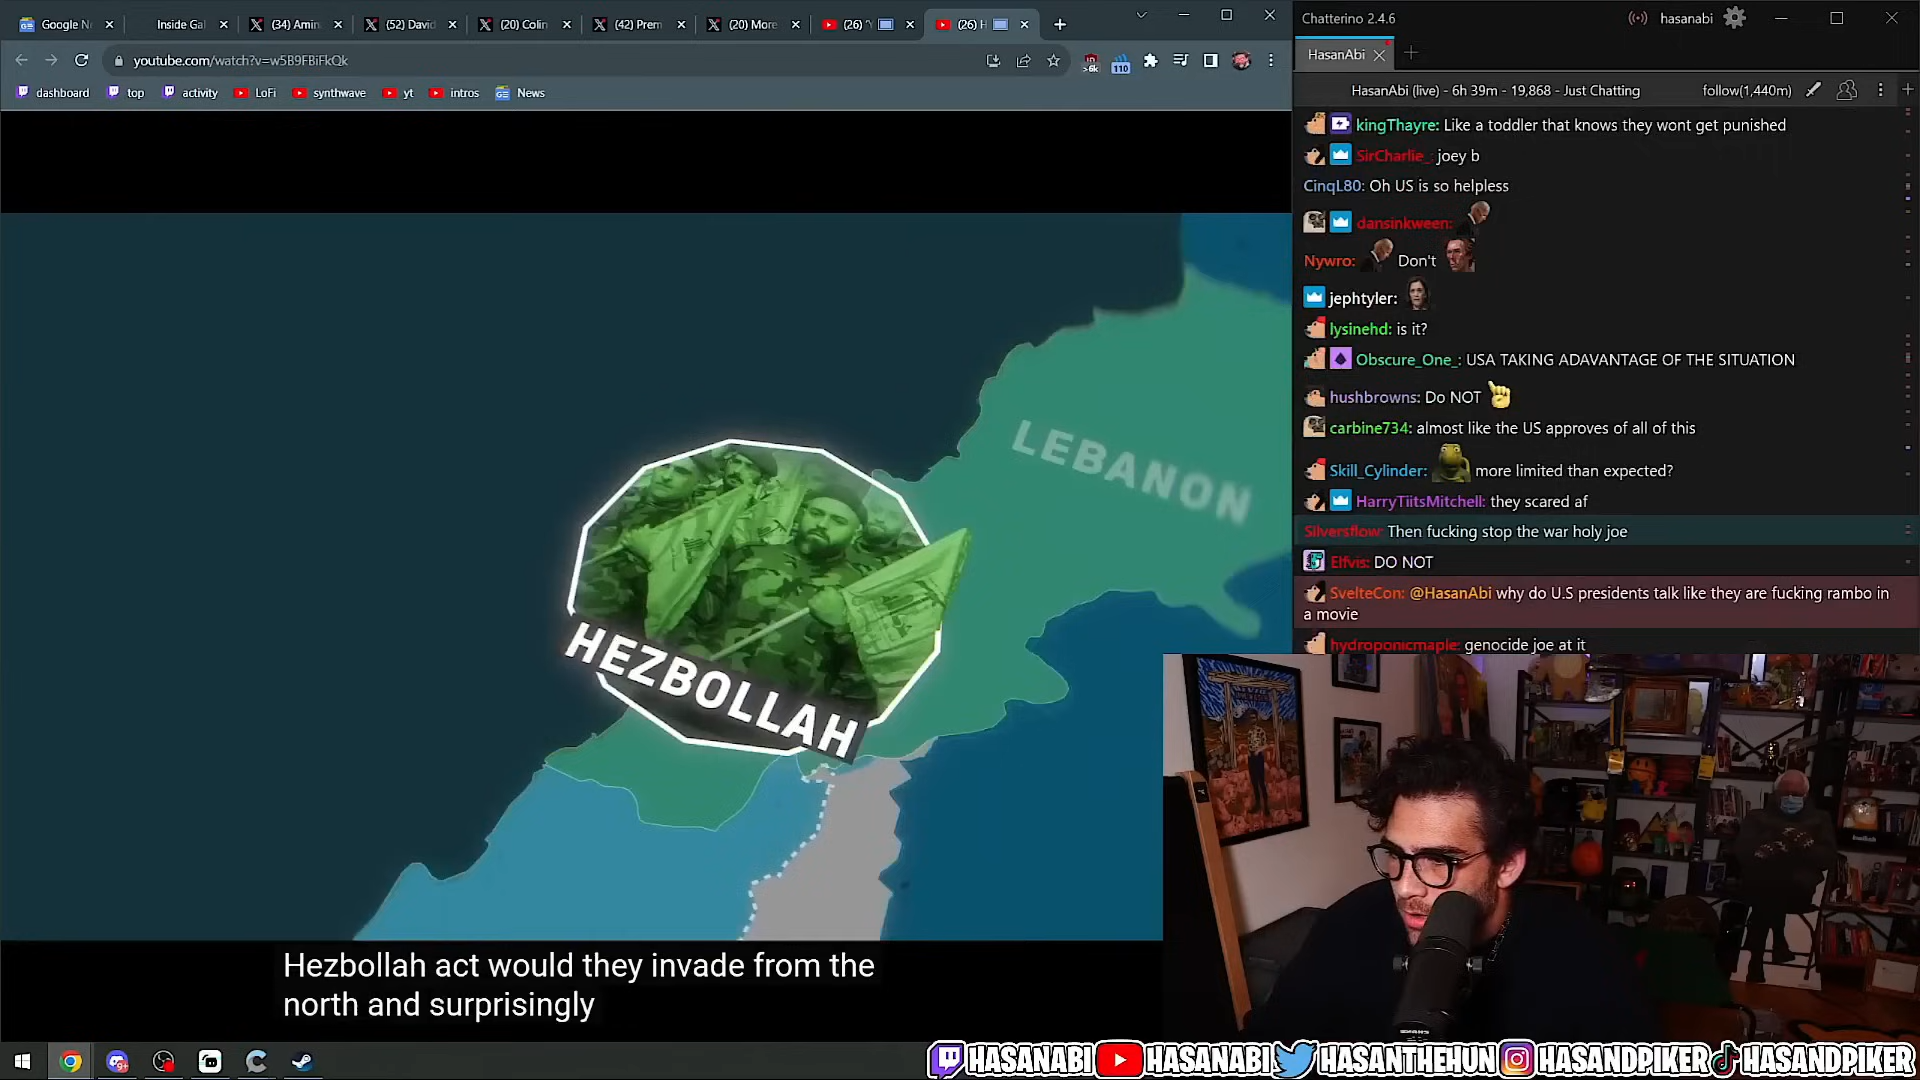 Google N
Inside Gal
(34) Amin
(52) David
(20) Colin
(42) Prem
(20) More
(26) "
(26) H
youtube.com/watch?v=w5B9FBiFkQk
>6k
110
dashboard
top
activity
LoFi
synthwave
yt
intros
News
LEBANON
HEZBOLLAH
Hezbollah act would they invade from the
north and surprisingly
Chatterino 2.4.6
hasanabi
HasanAbi
HasanAbi (live) - 6h 39m - 19,868 - Just Chatting
follow(1,440m)
kingThayre: Like a toddler that knows they wont get punished
SirCharlie_: joey b
CinqL80: Oh US is so helpless
dansinkween:
Nywro: Don't
jephtyler:
lysinehd: is it?
Obscure_One_: USA TAKING ADAVANTAGE OF THE SITUATION
hushbrowns: Do NOT
carbine734: almost like the US approves of all of this
Skill_Cylinder: more limited than expected?
HarryTiitsMitchell: they scared af
Silversflow: Then fucking stop the war holy joe
Elfvis: DO NOT
SvelteCon: @HasanAbi why do U.S presidents talk like they are fucking rambo in
a movie
hydroponicmaple: genocide joe at it
HASANABI HASANABI HASANTHEHUN HASANDPIKER HASANDPIKER